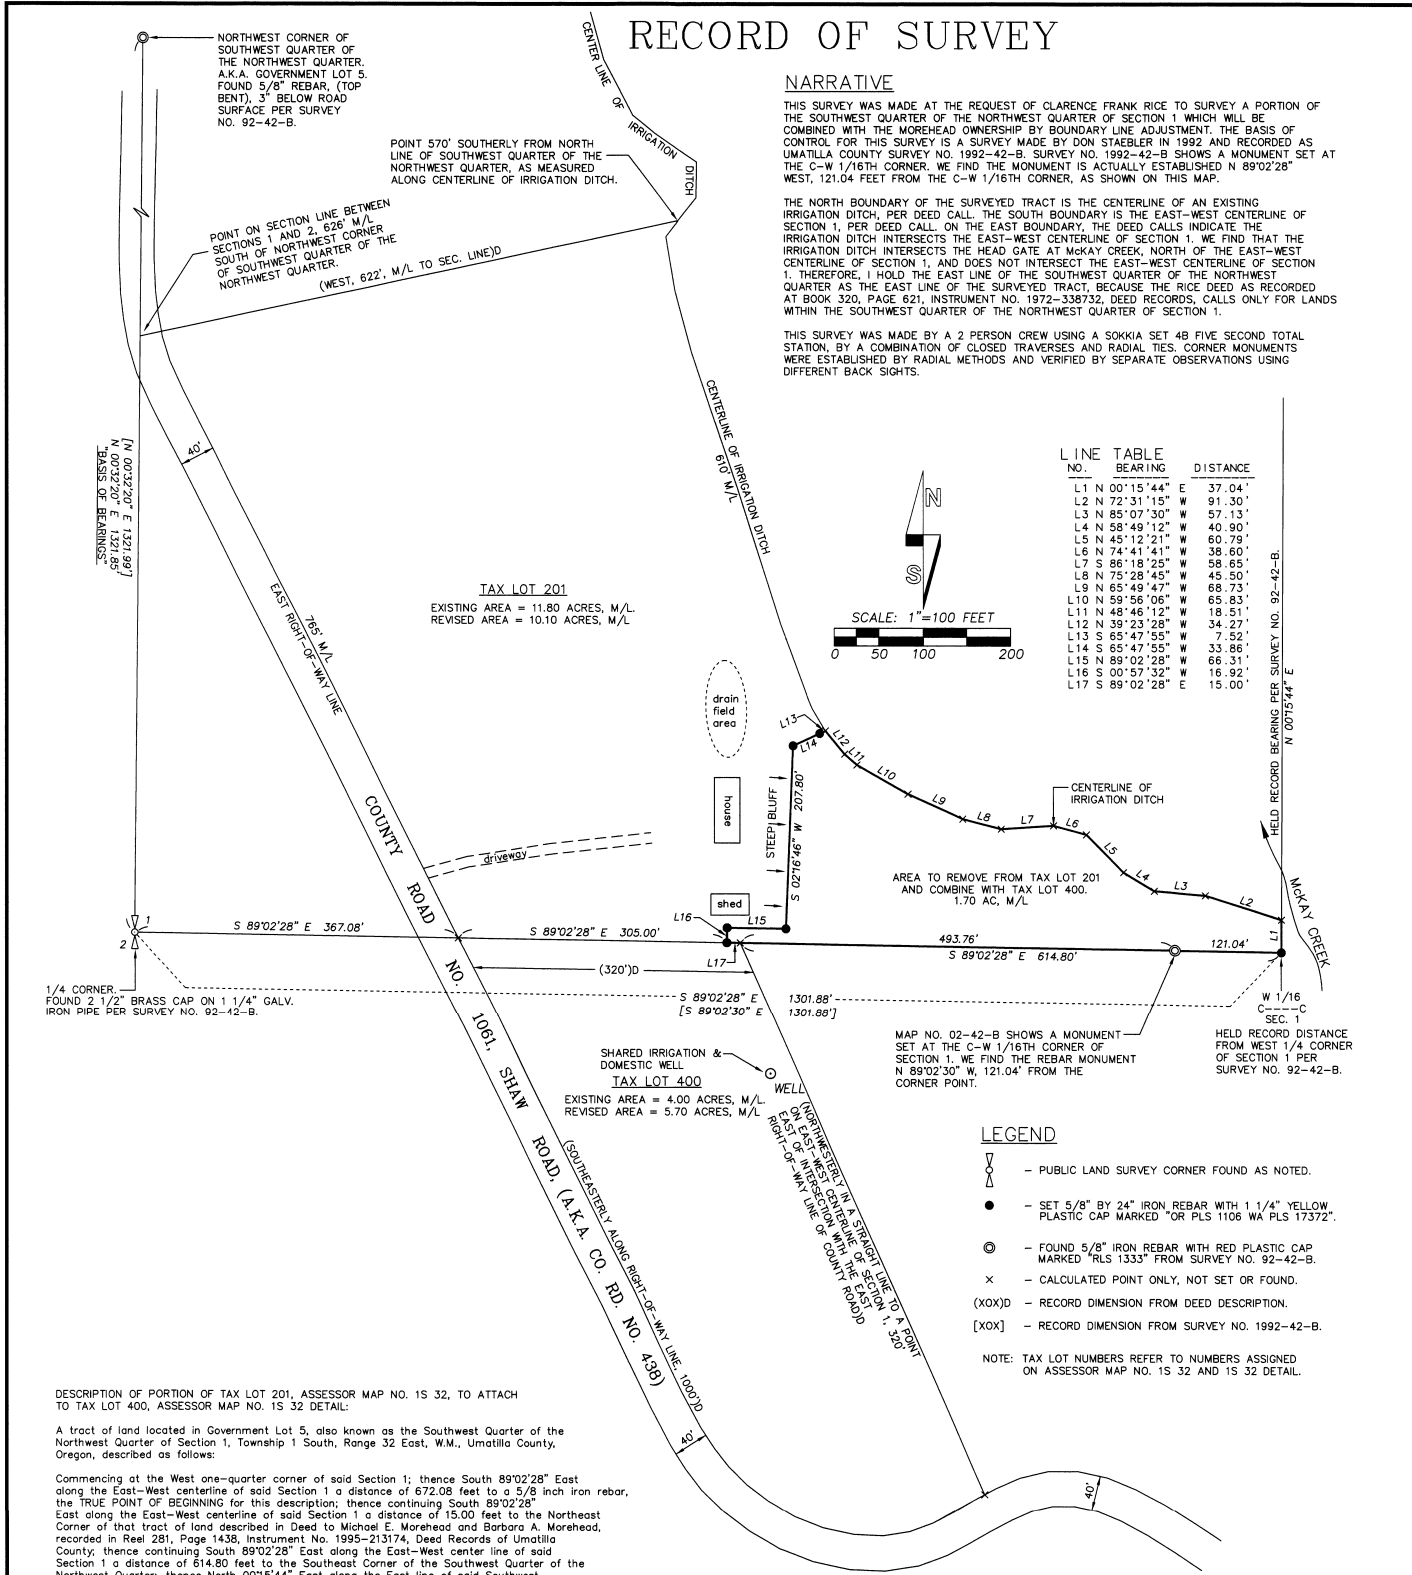 RECORD OF SURVEY
NORTHWEST CORNER OF
SOUTHWEST QUARTER OF
THE NORTHWEST QUARTER.
A.K.A. GOVERNMENT LOT 5.
FOUND 5/8" REBAR, (TOP
BENT), 3" BELOW ROAD
SURFACE PER SURVEY
NO. 92-42-B.
CENTER LINE OF IRRIGATION DITCH
POINT 570' SOUTHERLY FROM NORTH
LINE OF SOUTHWEST QUARTER OF THE
NORTHWEST QUARTER, AS MEASURED
ALONG CENTERLINE OF IRRIGATION DITCH.
POINT ON SECTION LINE BETWEEN
SECTIONS 1 AND 2, 626' M/L
SOUTH OF NORTHWEST CORNER
OF SOUTHWEST QUARTER OF THE
NORTHWEST QUARTER.
(WEST, 622', M/L TO SEC. LINE)D
NARRATIVE
THIS SURVEY WAS MADE AT THE REQUEST OF CLARENCE FRANK RICE TO SURVEY A PORTION OF
THE SOUTHWEST QUARTER OF THE NORTHWEST QUARTER OF SECTION 1 WHICH WILL BE
COMBINED WITH THE MOREHEAD OWNERSHIP BY BOUNDARY LINE ADJUSTMENT. THE BASIS OF
CONTROL FOR THIS SURVEY IS A SURVEY MADE BY DON STAEBLER IN 1992 AND RECORDED AS
UMATILLA COUNTY SURVEY NO. 1992-42-B. SURVEY NO. 1992-42-B SHOWS A MONUMENT SET AT
THE C-W 1/16TH CORNER. WE FIND THE MONUMENT IS ACTUALLY ESTABLISHED N 89°02'28"
WEST, 121.04 FEET FROM THE C-W 1/16TH CORNER, AS SHOWN ON THIS MAP.
THE NORTH BOUNDARY OF THE SURVEYED TRACT IS THE CENTERLINE OF AN EXISTING
IRRIGATION DITCH, PER DEED CALL. THE SOUTH BOUNDARY IS THE EAST-WEST CENTERLINE OF
SECTION 1, PER DEED CALL. ON THE EAST BOUNDARY, THE DEED CALLS INDICATE THE
IRRIGATION DITCH INTERSECTS THE EAST-WEST CENTERLINE OF SECTION 1. WE FIND THAT THE
IRRIGATION DITCH INTERSECTS THE HEAD GATE AT McKAY CREEK, NORTH OF THE EAST-WEST
CENTERLINE OF SECTION 1, AND DOES NOT INTERSECT THE EAST-WEST CENTERLINE OF SECTION
1. THEREFORE, I HOLD THE EAST LINE OF THE SOUTHWEST QUARTER OF THE NORTHWEST
QUARTER AS THE EAST LINE OF THE SURVEYED TRACT, BECAUSE THE RICE DEED AS RECORDED
AT BOOK 320, PAGE 621, INSTRUMENT NO. 1972-338732, DEED RECORDS, CALLS ONLY FOR LANDS
WITHIN THE SOUTHWEST QUARTER OF THE NORTHWEST QUARTER OF SECTION 1.
THIS SURVEY WAS MADE BY A 2 PERSON CREW USING A SOKKIA SET 4B FIVE SECOND TOTAL
STATION, BY A COMBINATION OF CLOSED TRAVERSES AND RADIAL TIES. CORNER MONUMENTS
WERE ESTABLISHED BY RADIAL METHODS AND VERIFIED BY SEPARATE OBSERVATIONS USING
DIFFERENT BACK SIGHTS.
[N 00°32'20" E 1321.99']
N 00°32'20" E 1321.85'
"BASIS OF BEARINGS"
40'
CENTERLINE OF IRRIGATION DITCH
610' M/L
765' M/L
EAST RIGHT-OF-WAY LINE
LINE TABLE
NO. BEARING DISTANCE
L1 N 00°15'44" E 37.04'
L2 N 72°31'15" W 91.30'
L3 N 85°07'30" W 57.13'
L4 N 58°49'12" W 40.90'
L5 N 45°12'21" W 60.79'
L6 N 74°41'41" W 38.60'
L7 S 86°18'25" W 58.65'
L8 N 75°28'45" W 45.50'
L9 N 65°49'47" W 68.73'
L10 N 59°56'06" W 65.83'
L11 N 48°46'12" W 18.51'
L12 N 39°23'28" W 34.27'
L13 S 65°47'55" W 7.52'
L14 S 65°47'55" W 33.86'
L15 N 89°02'28" W 66.31'
L16 S 00°57'32" W 16.92'
L17 S 89°02'28" E 15.00'
N
S
SCALE: 1"=100 FEET
0 50 100 200
HELD RECORD BEARING PER SURVEY NO. 92-42-B.
N 00°15'44" E
TAX LOT 201
EXISTING AREA = 11.80 ACRES, M/L.
REVISED AREA = 10.10 ACRES, M/L
drain
field
area
house
shed
driveway
STEEP BLUFF
S 02°16'46" W 207.80'
L13
L14
L12
L11
L10
L9
L8
L7
L6
L5
L4
L3
L2
L1
CENTERLINE OF
IRRIGATION DITCH
AREA TO REMOVE FROM TAX LOT 201
AND COMBINE WITH TAX LOT 400.
1.70 AC, M/L
McKAY CREEK
COUNTY ROAD NO. 1061, SHAW ROAD, (A.K.A. CO. RD. NO. 438)
1
2
S 89°02'28" E 367.08'
S 89°02'28" E 305.00'
L16
L15
L17
493.76'
S 89°02'28" E 614.80'
121.04'
(320')D
S 89°02'28" E 1301.88'
[S 89°02'30" E 1301.88']
1/4 CORNER.
FOUND 2 1/2" BRASS CAP ON 1 1/4" GALV.
IRON PIPE PER SURVEY NO. 92-42-B.
W 1/16
C----C
SEC. 1
HELD RECORD DISTANCE
FROM WEST 1/4 CORNER
OF SECTION 1 PER
SURVEY NO. 92-42-B.
MAP NO. 02-42-B SHOWS A MONUMENT
SET AT THE C-W 1/16TH CORNER OF
SECTION 1. WE FIND THE REBAR MONUMENT
N 89°02'30" W, 121.04' FROM THE
CORNER POINT.
SHARED IRRIGATION &
DOMESTIC WELL
WELL
TAX LOT 400
EXISTING AREA = 4.00 ACRES, M/L.
REVISED AREA = 5.70 ACRES, M/L
(NORTHWESTERLY IN A STRAIGHT LINE TO A POINT
ON EAST-WEST CENTERLINE OF SECTION 1, 320'
EAST OF INTERSECTION WITH THE EAST
RIGHT-OF-WAY LINE OF COUNTY ROAD)D
(SOUTHEASTERLY ALONG RIGHT-OF-WAY LINE, 1000')D
40'
40'
LEGEND
- PUBLIC LAND SURVEY CORNER FOUND AS NOTED.
- SET 5/8" BY 24" IRON REBAR WITH 1 1/4" YELLOW
PLASTIC CAP MARKED "OR PLS 1106 WA PLS 17372".
- FOUND 5/8" IRON REBAR WITH RED PLASTIC CAP
MARKED "RLS 1333" FROM SURVEY NO. 92-42-B.
× - CALCULATED POINT ONLY, NOT SET OR FOUND.
(XOX)D - RECORD DIMENSION FROM DEED DESCRIPTION.
[XOX] - RECORD DIMENSION FROM SURVEY NO. 1992-42-B.
NOTE: TAX LOT NUMBERS REFER TO NUMBERS ASSIGNED
ON ASSESSOR MAP NO. 1S 32 AND 1S 32 DETAIL.
DESCRIPTION OF PORTION OF TAX LOT 201, ASSESSOR MAP NO. 1S 32, TO ATTACH
TO TAX LOT 400, ASSESSOR MAP NO. 1S 32 DETAIL:
A tract of land located in Government Lot 5, also known as the Southwest Quarter of the
Northwest Quarter of Section 1, Township 1 South, Range 32 East, W.M., Umatilla County,
Oregon, described as follows:
Commencing at the West one-quarter corner of said Section 1; thence South 89°02'28" East
along the East-West centerline of said Section 1 a distance of 672.08 feet to a 5/8 inch iron rebar,
the TRUE POINT OF BEGINNING for this description; thence continuing South 89°02'28"
East along the East-West centerline of said Section 1 a distance of 15.00 feet to the Northeast
Corner of that tract of land described in Deed to Michael E. Morehead and Barbara A. Morehead,
recorded in Reel 281, Page 1438, Instrument No. 1995-213174, Deed Records of Umatilla
County; thence continuing South 89°02'28" East along the East-West center line of said
Section 1 a distance of 614.80 feet to the Southeast Corner of the Southwest Quarter of the
Northwest Quarter; thence North 00°15'44" East along the East line of said Southwest